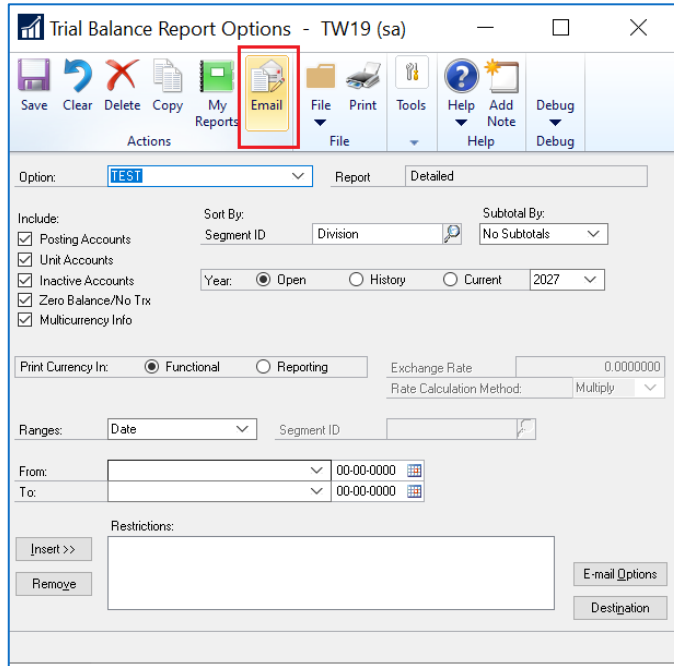 Trial Balance Report Options - TW19 (sa)
Save Clear Delete Copy My Reports Email File Print Tools Help Add Note Debug
Actions File Help Debug
Option: TEST Report Detailed
Include: Sort By: Subtotal By:
Posting Accounts Segment ID Division No Subtotals
Unit Accounts
Inactive Accounts Year: Open History Current 2027
Zero Balance/No Trx
Multicurrency Info
Print Currency In: Functional Reporting Exchange Rate 0.0000000
Rate Calculation Method: Multiply
Ranges: Date Segment ID
From: 00-00-0000
To: 00-00-0000
Restrictions:
Insert >>
Remove
E-mail Options
Destination